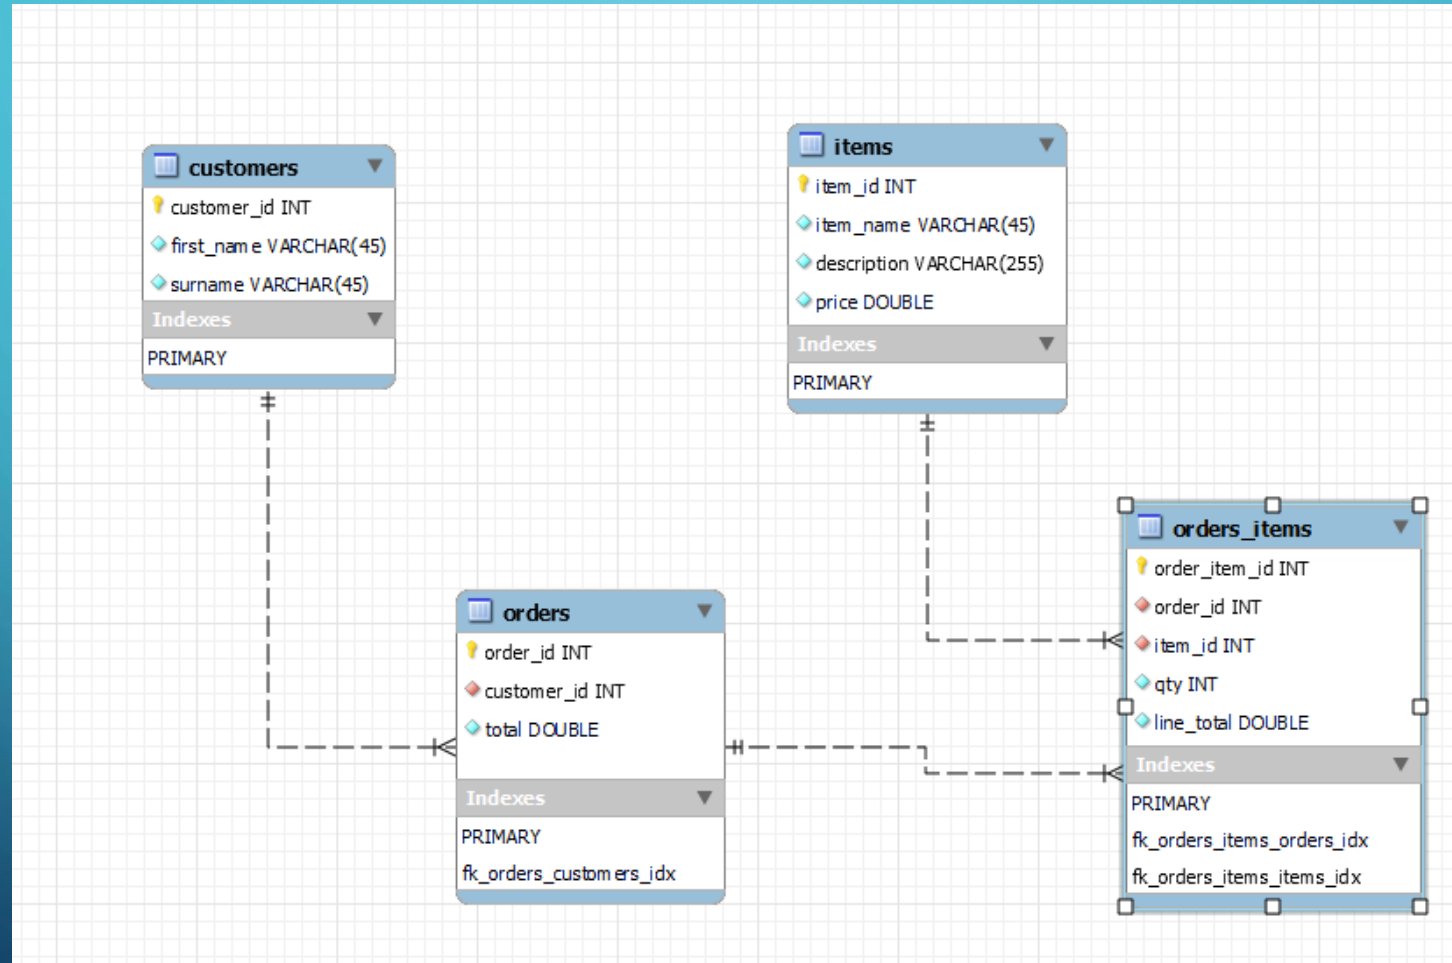 customers
customer_id INT
first_name VARCHAR(45)
surname VARCHAR(45)
Indexes
PRIMARY
items
item_id INT
item_name VARCHAR(45)
description VARCHAR(255)
price DOUBLE
Indexes
PRIMARY
orders
order_id INT
customer_id INT
total DOUBLE
Indexes
PRIMARY
fk_orders_customers_idx
orders_items
order_item_id INT
order_id INT
item_id INT
qty INT
line_total DOUBLE
Indexes
PRIMARY
fk_orders_items_orders_idx
fk_orders_items_items_idx